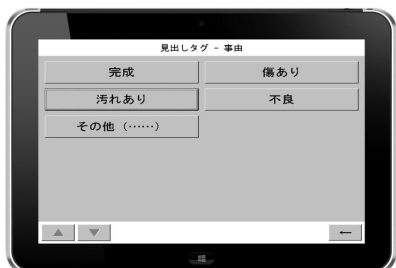 見出しタグ － 事由
完成
傷あり
汚れあり
不良
その他（……）
←